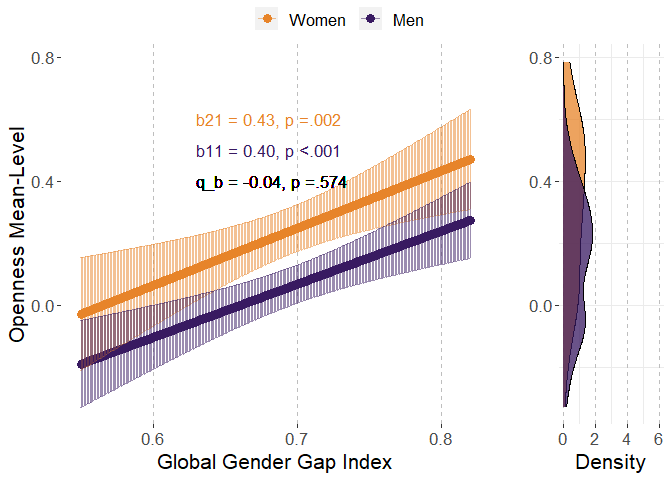 Women Men
0.8
0.4
0.0
Openness Mean-Level
b21 = 0.43, p = .002
b11 = 0.40, p < .001
q_b = -0.04, p = .574
0.6 0.7 0.8
Global Gender Gap Index
0.8
0.4
0.0
0 2 4 6
Density